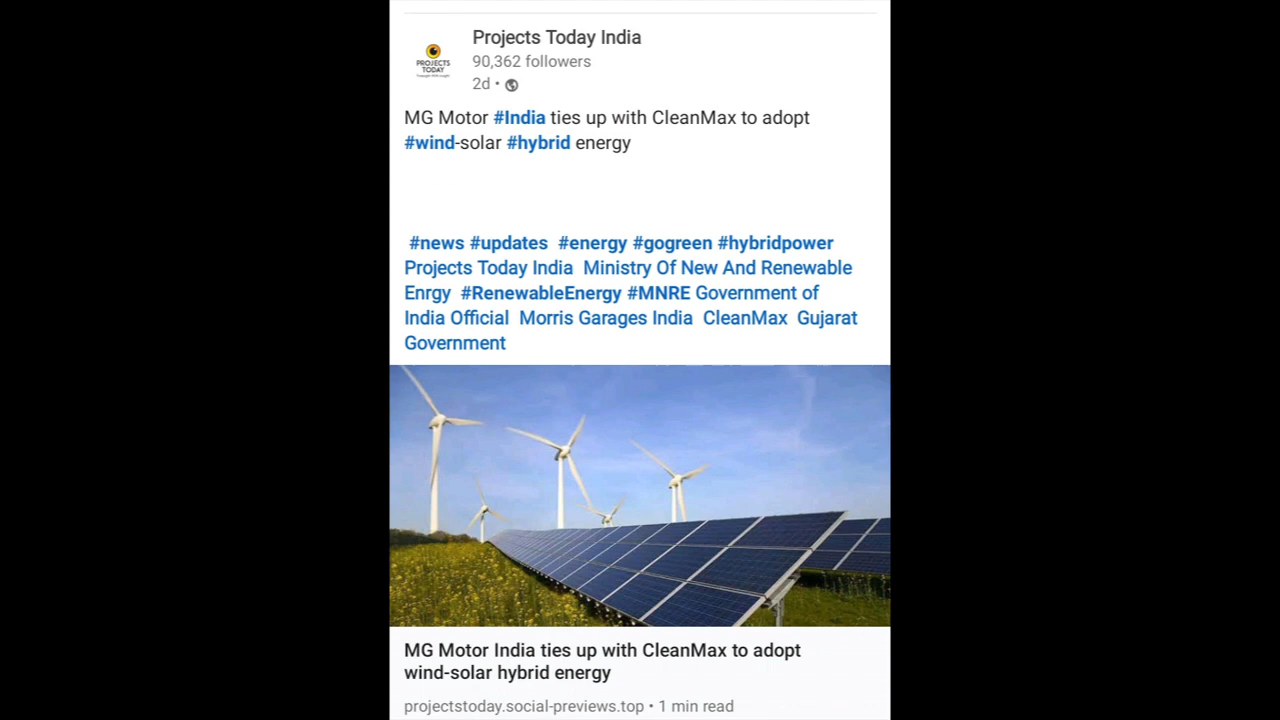 Projects Today India
PROJECTS
TODAY
90,362 followers
2d •
MG Motor #India ties up with CleanMax to adopt
#wind-solar #hybrid energy
#news #updates #energy #gogreen #hybridpower
Projects Today India Ministry Of New And Renewable
Enrgy #RenewableEnergy #MNRE Government of
India Official Morris Garages India CleanMax Gujarat
Government
MG Motor India ties up with CleanMax to adopt
wind-solar hybrid energy
projectstoday.social-previews.top • 1 min read